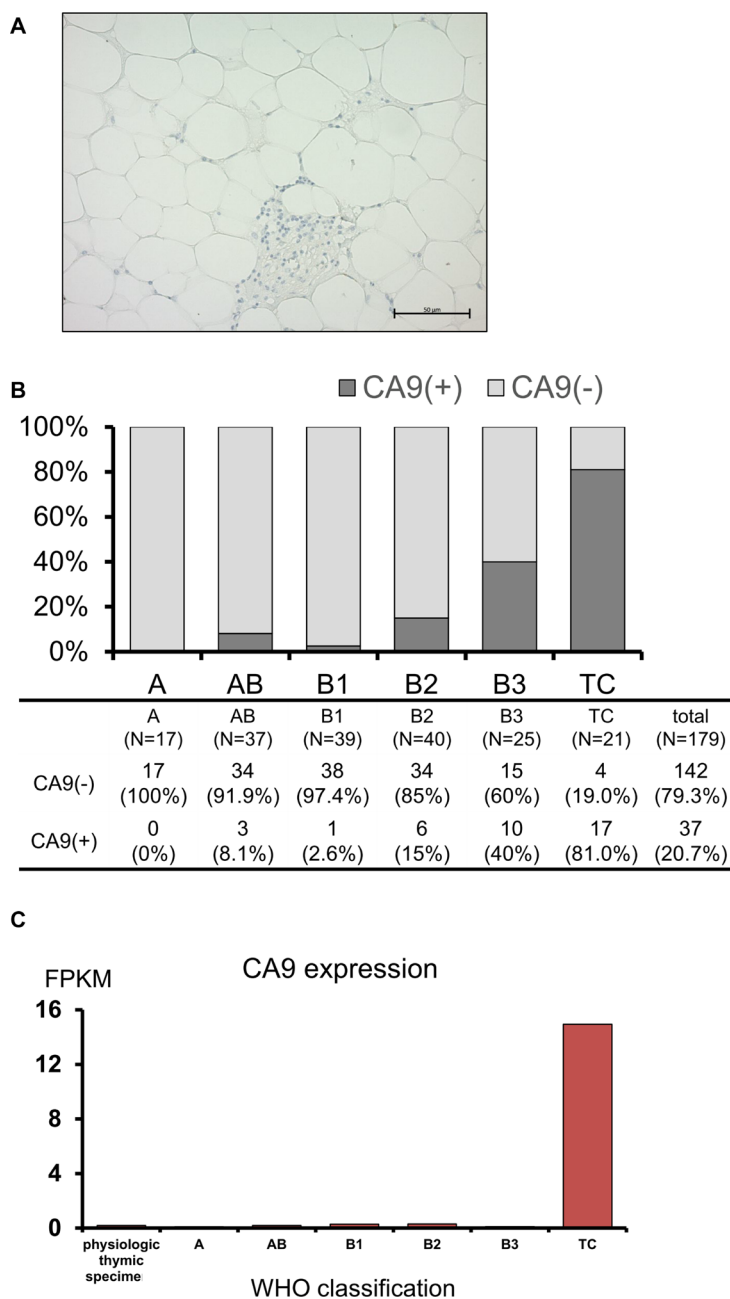 A
50 µm
B
CA9(+) CA9(-)
100%
80%
60%
40%
20%
0%
A AB B1 B2 B3 TC
A AB B1 B2 B3 TC total
(N=17) (N=37) (N=39) (N=40) (N=25) (N=21) (N=179)
CA9(-) 17 34 38 34 15 4 142
(100%) (91.9%) (97.4%) (85%) (60%) (19.0%) (79.3%)
CA9(+) 0 3 1 6 10 17 37
(0%) (8.1%) (2.6%) (15%) (40%) (81.0%) (20.7%)
C
FPKM
CA9 expression
16
12
8
4
0
physiologic A AB B1 B2 B3 TC
thymic
specime
WHO classification